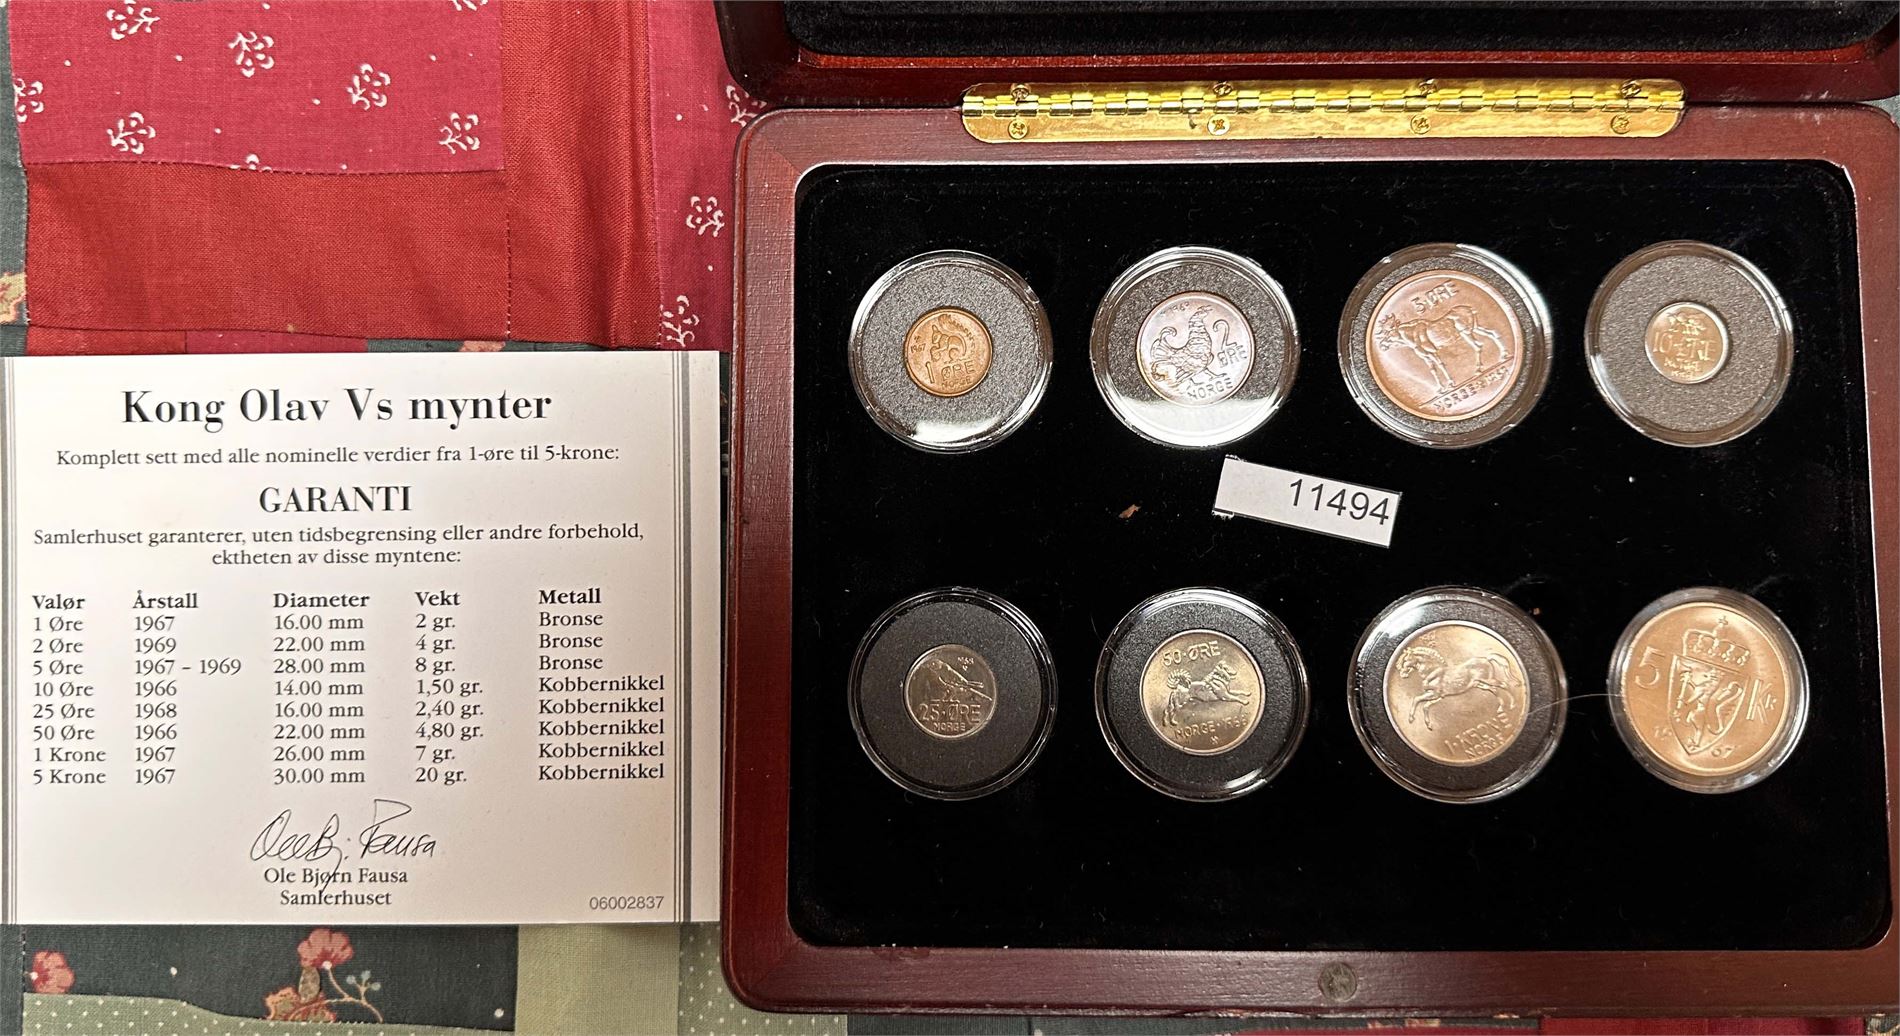 Kong Olav Vs mynter
Komplett sett med alle nominelle verdier fra 1-øre til 5-krone:
GARANTI
Samlerhuset garanterer, uten tidsbegrensing eller andre forbehold,
ektheten av disse myntene:
Valør Årstall Diameter Vekt Metall
1 Øre 1967 16.00 mm 2 gr. Bronse
2 Øre 1969 22.00 mm 4 gr. Bronse
5 Øre 1967 – 1969 28.00 mm 8 gr. Bronse
10 Øre 1966 14.00 mm 1,50 gr. Kobbernikkel
25 Øre 1968 16.00 mm 2,40 gr. Kobbernikkel
50 Øre 1966 22.00 mm 4,80 gr. Kobbernikkel
1 Krone 1967 26.00 mm 7 gr. Kobbernikkel
5 Krone 1967 30.00 mm 20 gr. Kobbernikkel
Ole Bj. Fausa
Ole Bjørn Fausa
Samlerhuset
06002837
1 ØRE
NORGE
2
ØRE
NORGE
5 ØRE
NORGE
10 ØRE
NORGE
11494
25·ØRE
NORGE
50·ØRE
NORGE
1·KRONE
NORGE
5 Kr
1967